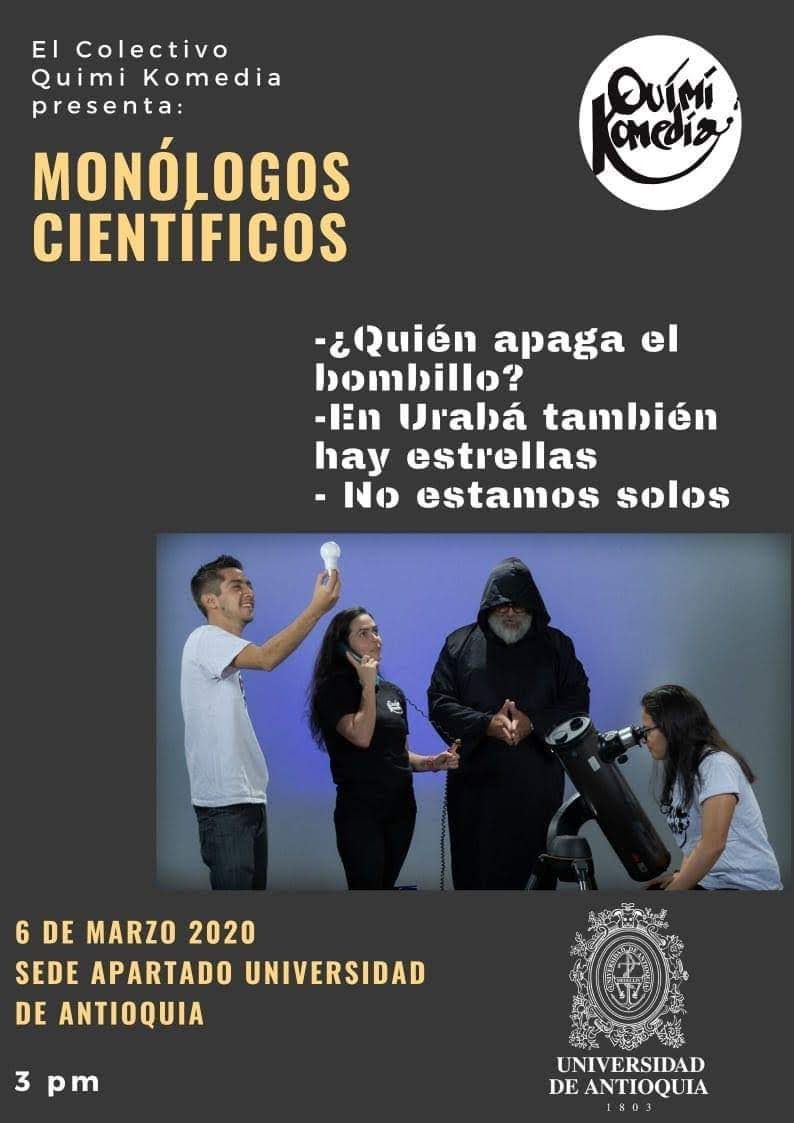 El Colectivo
Quimi Komedia
presenta:
Químí
Komedia
MONÓLOGOS
CIENTÍFICOS
-¿Quién apaga el
bombillo?
-En Urabá también
hay estrellas
- No estamos solos
6 DE MARZO 2020
SEDE APARTADO UNIVERSIDAD
DE ANTIOQUIA
3 pm
UNIVERSIDAD
DE ANTIOQUIA
1803